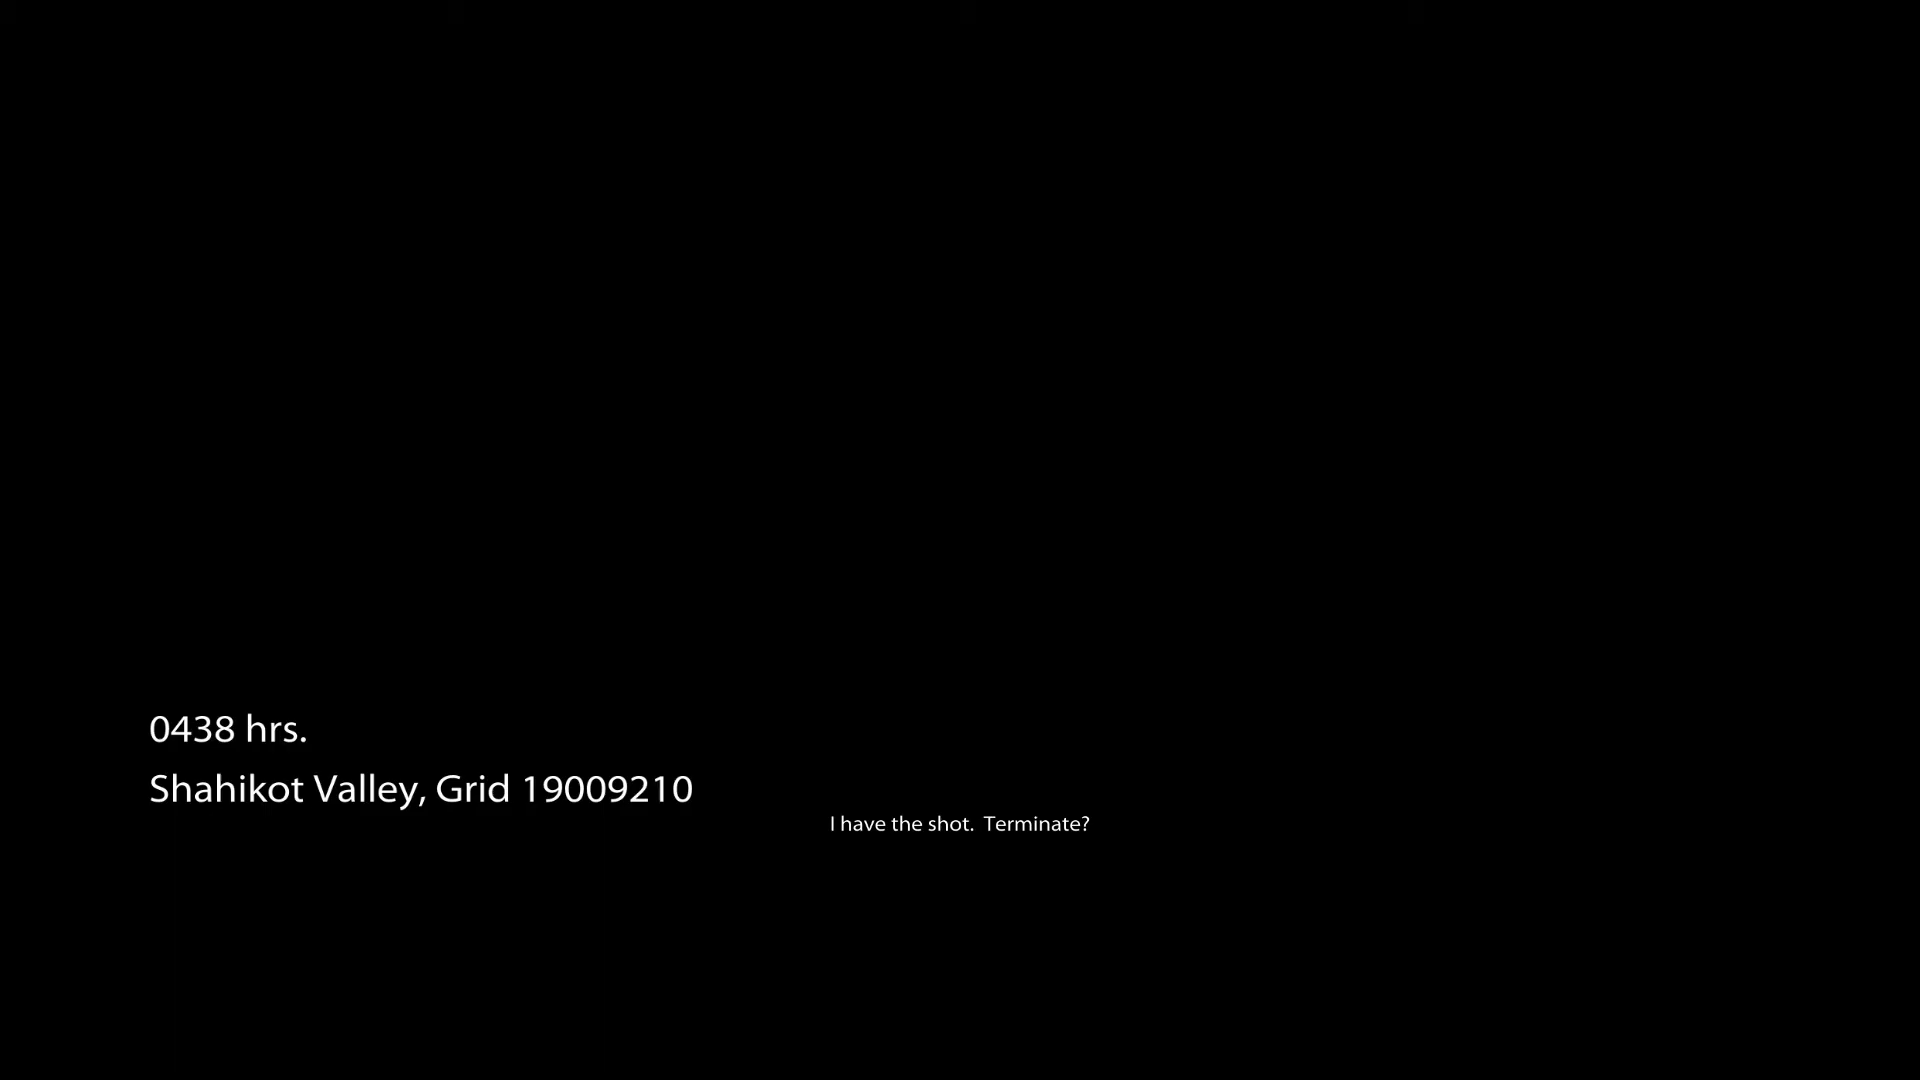 0438 hrs.
Shahikot Valley, Grid 19009210
I have the shot.  Terminate?